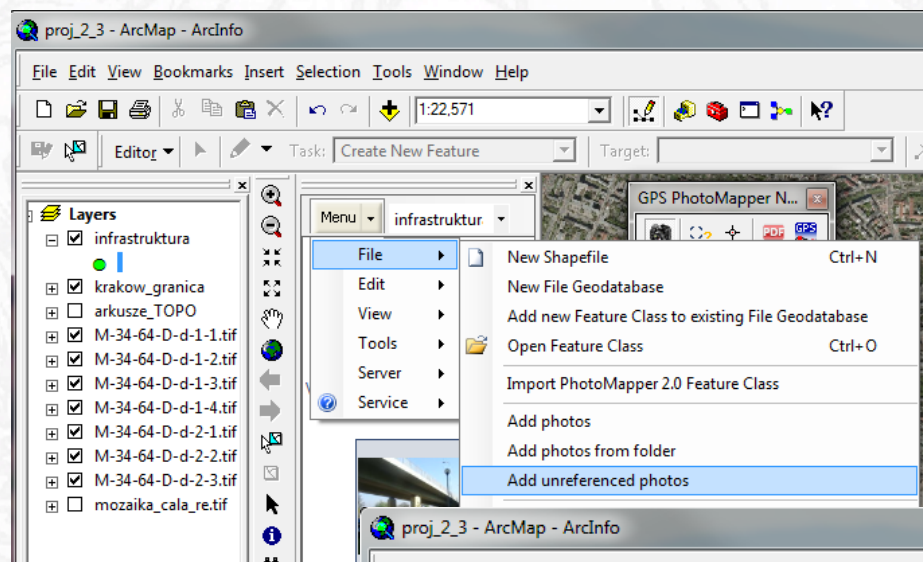 proj_2_3 - ArcMap - ArcInfo
File Edit View Bookmarks Insert Selection Tools Window Help
1:22,571
Editor Task: Create New Feature Target:
Layers
infrastruktura
krakow_granica
arkusze_TOPO
M-34-64-D-d-1-1.tif
M-34-64-D-d-1-2.tif
M-34-64-D-d-1-3.tif
M-34-64-D-d-1-4.tif
M-34-64-D-d-2-1.tif
M-34-64-D-d-2-2.tif
M-34-64-D-d-2-3.tif
mozaika_cala_re.tif
Menu infrastruktur
GPS PhotoMapper N...
PDF GPS
File
Edit
View
Tools
Server
Service
New Shapefile Ctrl+N
New File Geodatabase
Add new Feature Class to existing File Geodatabase
Open Feature Class Ctrl+O
Import PhotoMapper 2.0 Feature Class
Add photos
Add photos from folder
Add unreferenced photos
proj_2_3 - ArcMap - ArcInfo